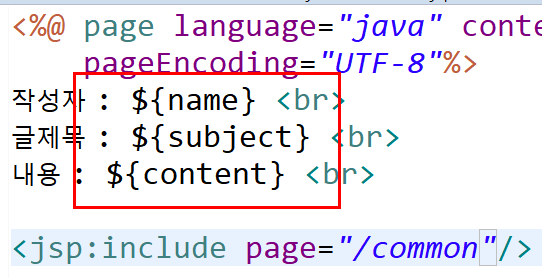 <%@ page language="java" conte
pageEncoding="UTF-8"%>
작성자 : ${name} <br>
글제목 : ${subject} <br>
내용 : ${content} <br>
<jsp:include page="/common"/>